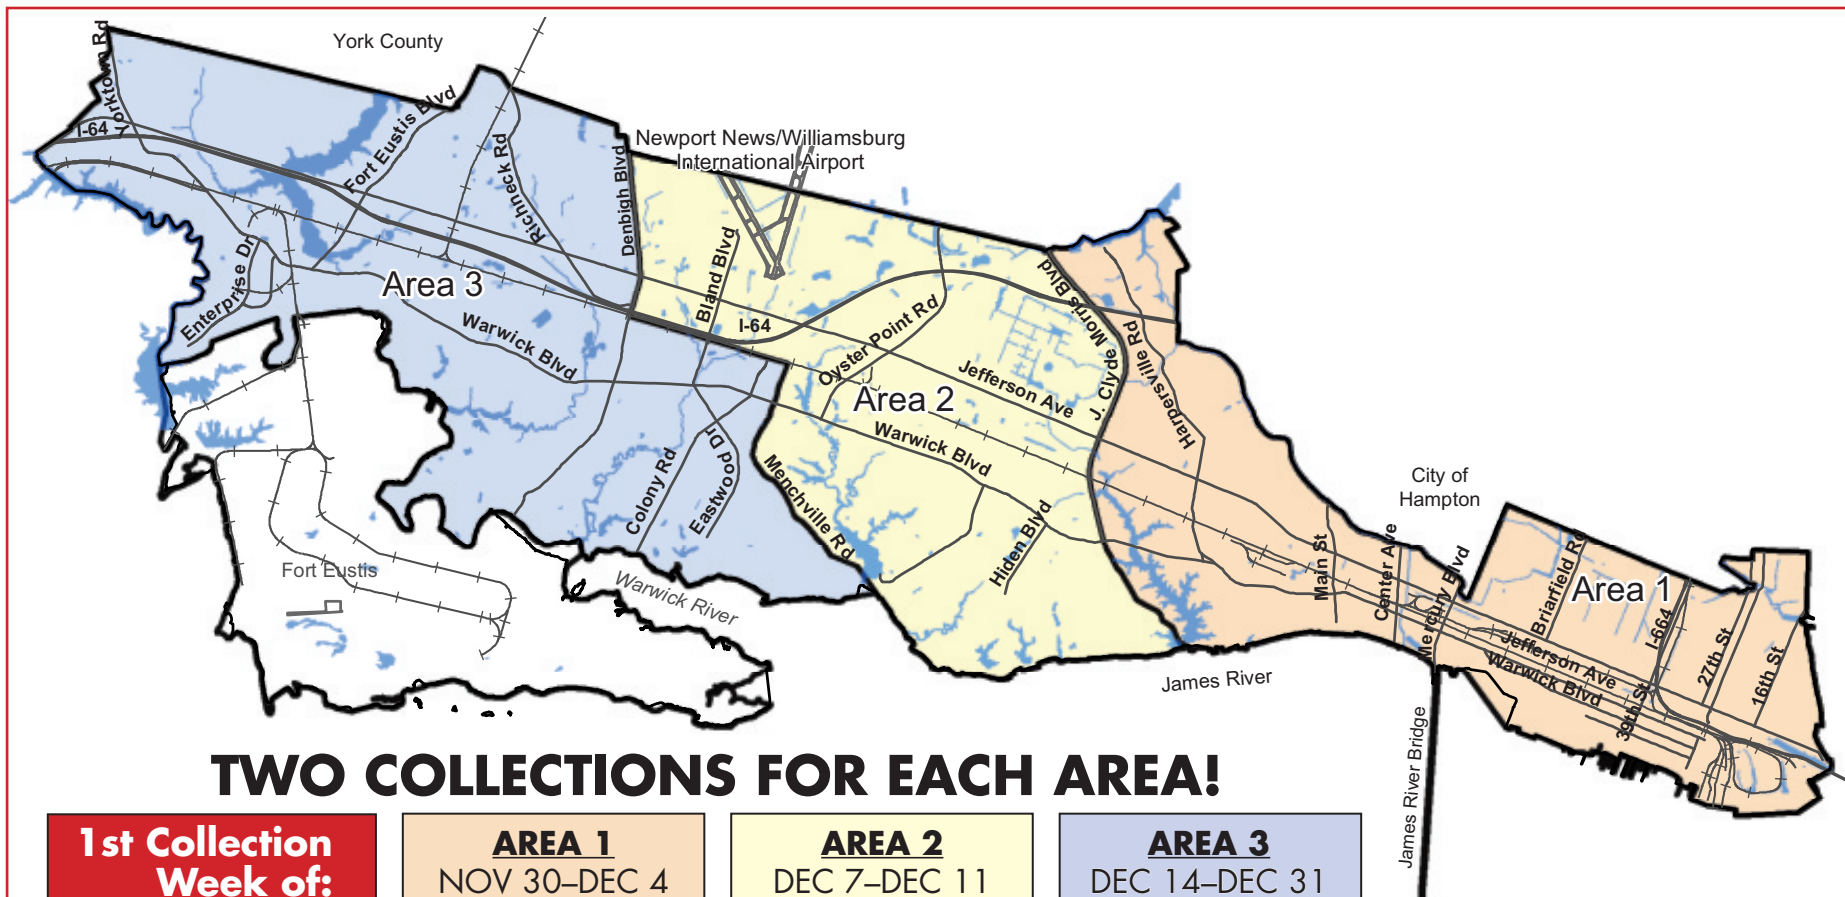 York County
Yorktown Rd
I-64
Fort Eustis Blvd
Richneck Rd
Denbigh Blvd
Newport News/Williamsburg
International Airport
Enterprise Dr
Area 3
Warwick Blvd
Bland Blvd
I-64
Oyster Point Rd
Area 2
Jefferson Ave
J. Clyde Morris Blvd
Harpersville Rd
Warwick Blvd
Menchville Rd
Hiden Blvd
Colony Rd
Eastwood Dr
Fort Eustis
Warwick River
James River
City of
Hampton
Main St
Center Ave
Mercury Blvd
Briarfield Rd
Area 1
I-664
27th St
16th St
Jefferson Ave
Warwick Blvd
39th St
James River Bridge
TWO COLLECTIONS FOR EACH AREA!
1st Collection
Week of:
AREA 1
NOV 30–DEC 4
AREA 2
DEC 7–DEC 11
AREA 3
DEC 14–DEC 31